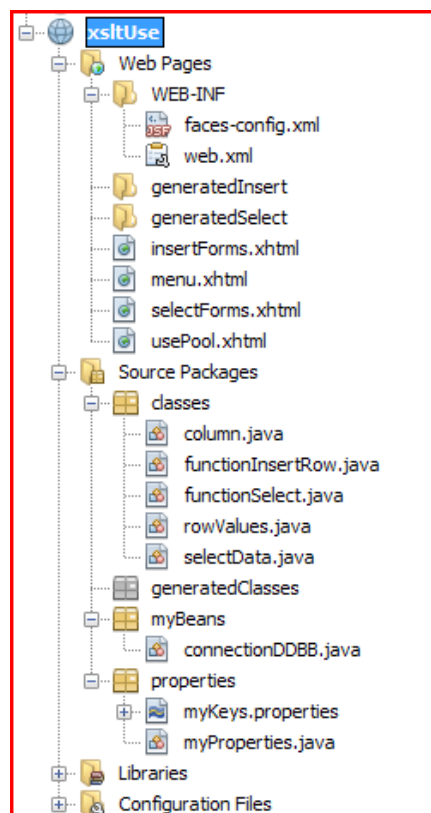 xsltUse
Web Pages
WEB-INF
JSF
faces-config.xml
web.xml
generatedInsert
generatedSelect
insertForms.xhtml
menu.xhtml
selectForms.xhtml
usePool.xhtml
Source Packages
classes
column.java
functionInsertRow.java
functionSelect.java
rowValues.java
selectData.java
generatedClasses
myBeans
connectionDDBB.java
properties
myKeys.properties
myProperties.java
Libraries
Configuration Files